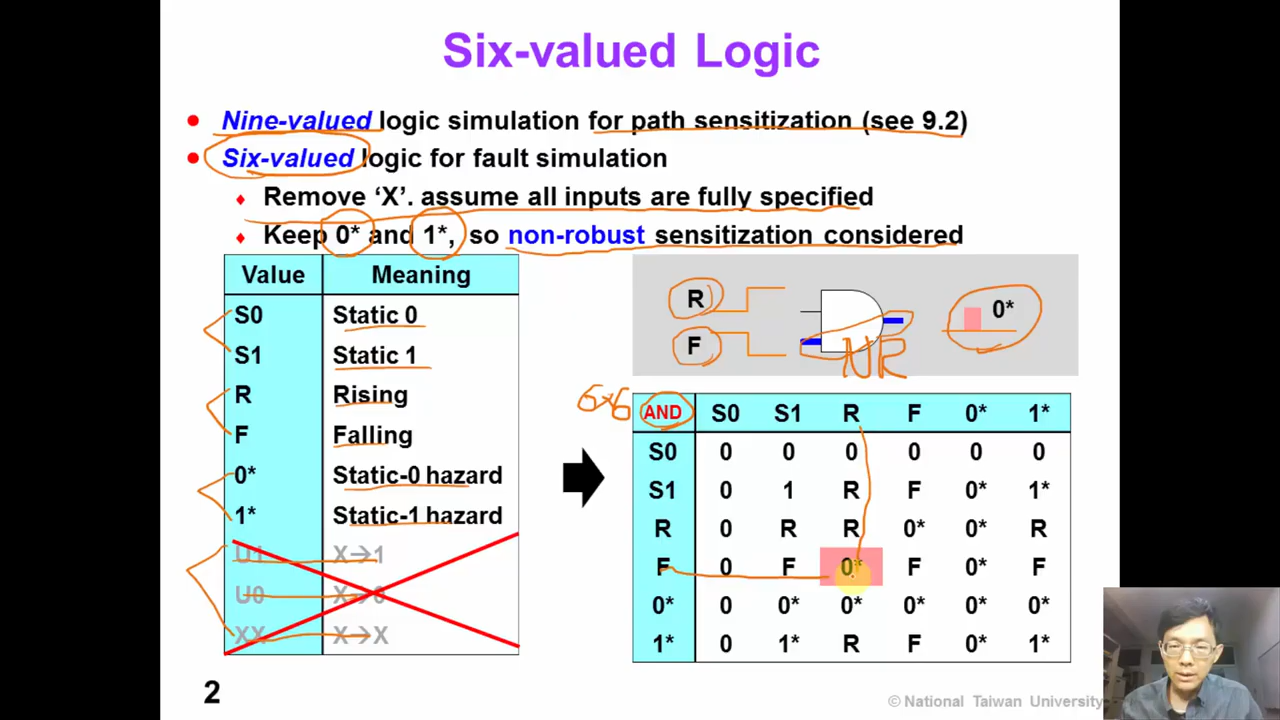 Six-valued Logic
Nine-valued logic simulation for path sensitization (see 9.2)
Six-valued logic for fault simulation
Remove ‘X’. assume all inputs are fully specified
Keep 0* and 1*, so non-robust sensitization considered
Value Meaning
S0 Static 0
S1 Static 1
R Rising
F Falling
0* Static-0 hazard
1* Static-1 hazard
U1 X→1
U0 X→0
XX X→X
R
F
0*
NR
6x6
AND S0 S1 R F 0* 1*
S0 0 0 0 0 0 0
S1 0 1 R F 0* 1*
R 0 R R 0* 0* R
F 0 F 0* F 0* F
0* 0 0* 0* 0* 0* 0*
1* 0 1* R F 0* 1*
2
© National Taiwan University